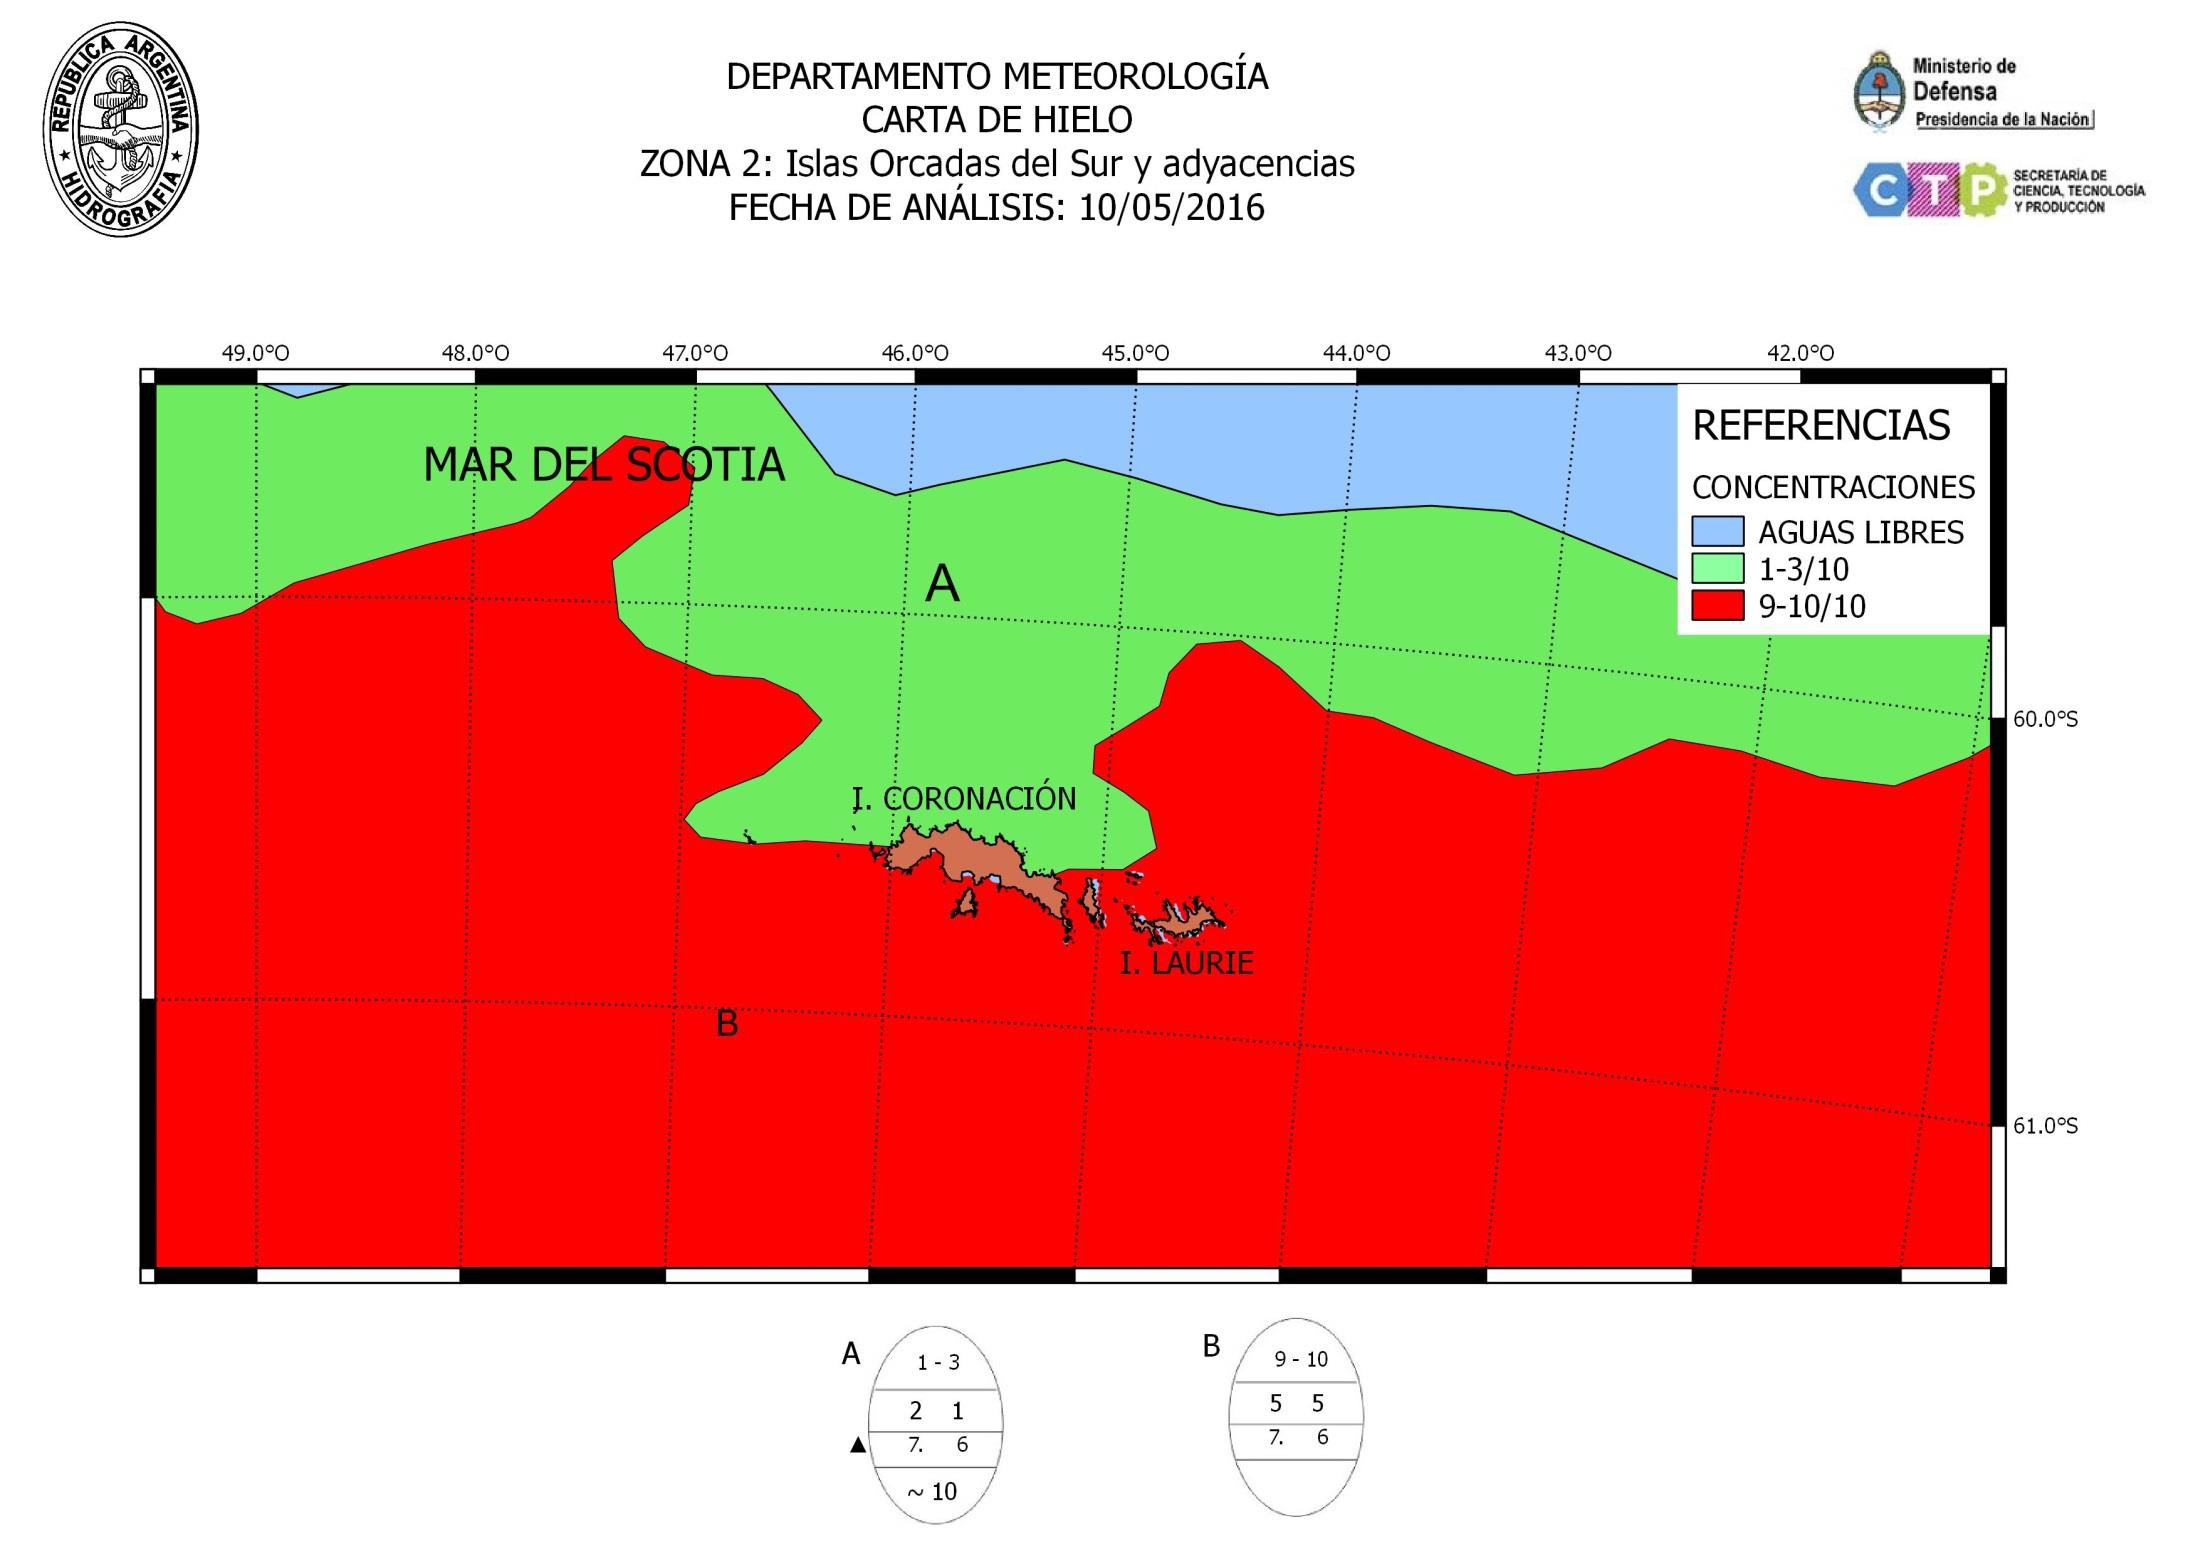 REPUBLICA ARGENTINA
★ HIDROGRAFIA ★
DEPARTAMENTO METEOROLOGÍA
CARTA DE HIELO
ZONA 2: Islas Orcadas del Sur y adyacencias
FECHA DE ANÁLISIS: 10/05/2016
Ministerio de
Defensa
Presidencia de la Nación
CTP
SECRETARÍA DE
CIENCIA, TECNOLOGÍA
Y PRODUCCIÓN
49.0°O 48.0°O 47.0°O 46.0°O 45.0°O 44.0°O 43.0°O 42.0°O
REFERENCIAS
CONCENTRACIONES
AGUAS LIBRES
1-3/10
9-10/10
MAR DEL SCOTIA
A
60.0°S
I. CORONACIÓN
I. LAURIE
B
61.0°S
A
1 - 3
2 1
▲ 7. 6
~ 10
B
9 - 10
5 5
7. 6